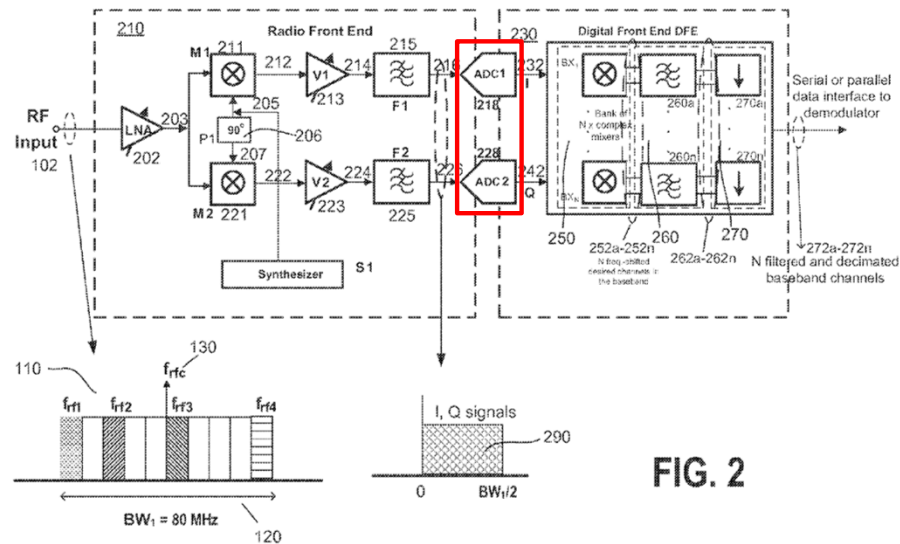 210
Radio Front End
230
Digital Front End DFE
M1
211
212
V1
213
214
215
F1
216
ADC1
218
232
I
BX₁
260a
270a
Serial or parallel
data interface to
demodulator
RF
Input
102
LNA
202
203
205
P1
90°
206
207
Bank of
N x complex
mixers
M2
221
222
V2
223
224
F2
225
226
228
ADC2
242
Q
260n
270n
250
252a-252n
260
262a-262n
270
N freq.-shifted
desired channels in
the baseband
272a-272n
N filtered and decimated
baseband channels
Synthesizer
S1
110
130
frfc
frf1
frf2
frf3
frf4
BW₁ = 80 MHz
120
I, Q signals
290
0
BW₁/2
FIG. 2